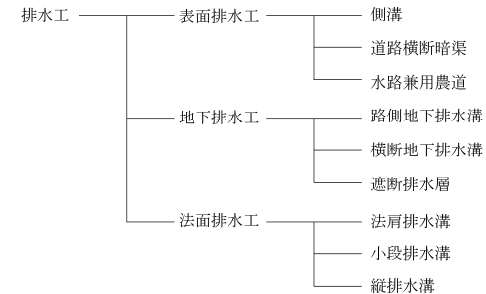 排水工
表面排水工
側溝
道路横断暗渠
水路兼用農道
地下排水工
路側地下排水溝
横断地下排水溝
遮断排水層
法面排水工
法肩排水溝
小段排水溝
縦排水溝